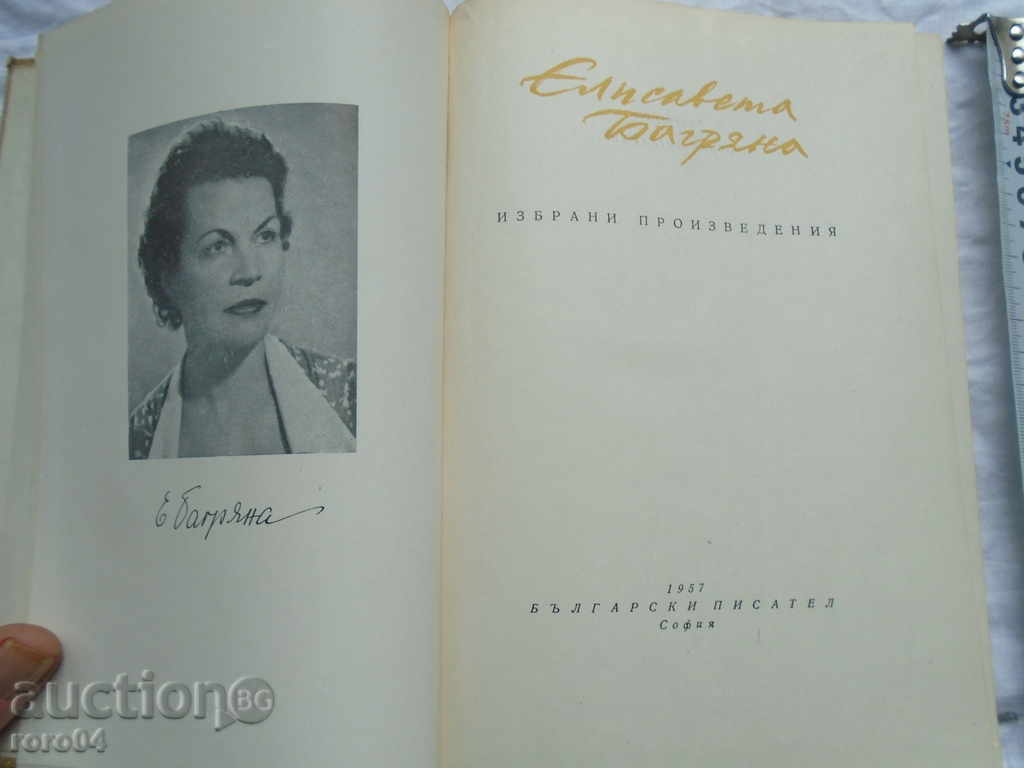 Е Багряна
Елисавета
Багряна
ИЗБРАНИ ПРОИЗВЕДЕНИЯ
1957
БЪЛГАРСКИ ПИСАТЕЛ
София
auction BG
roro04